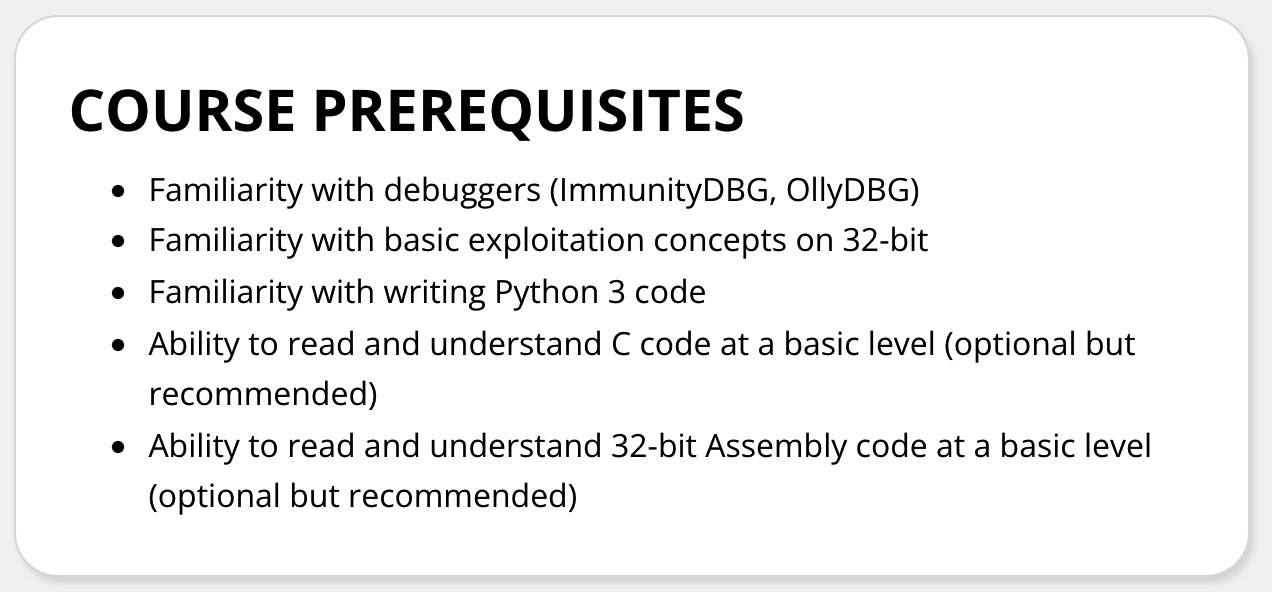 COURSE PREREQUISITES
• Familiarity with debuggers (ImmunityDBG, OllyDBG)
• Familiarity with basic exploitation concepts on 32-bit
• Familiarity with writing Python 3 code
• Ability to read and understand C code at a basic level (optional but
recommended)
• Ability to read and understand 32-bit Assembly code at a basic level
(optional but recommended)